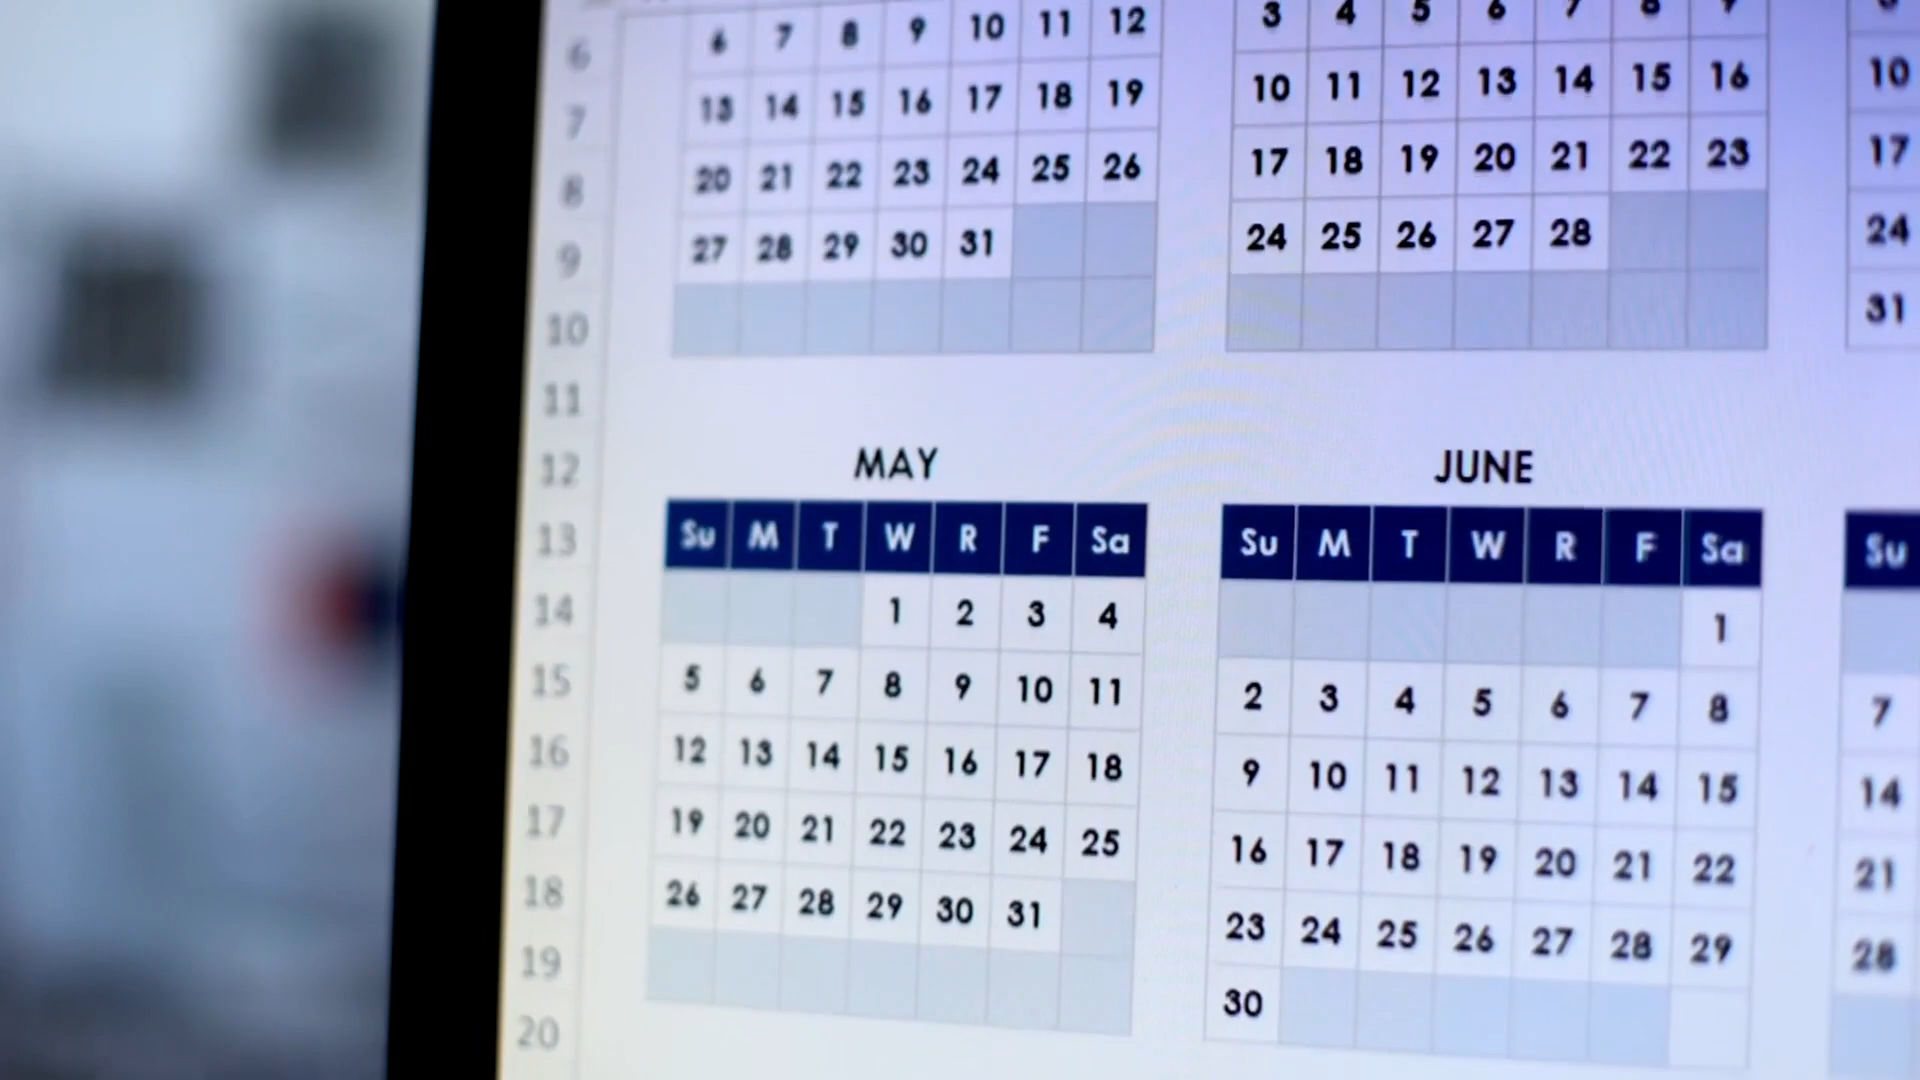 6 6 7 8 9 10 11 12 3 4 5 6 7 8 9
7 13 14 15 16 17 18 19 10 11 12 13 14 15 16 10
8 20 21 22 23 24 25 26 17 18 19 20 21 22 23 17
9 27 28 29 30 31 24 25 26 27 28 24
10 31
11
12 MAY JUNE
13 Su M T W R F Sa Su M T W R F Sa Su
14 1 2 3 4 1
15 5 6 7 8 9 10 11 2 3 4 5 6 7 8 7
16 12 13 14 15 16 17 18 9 10 11 12 13 14 15 14
17 19 20 21 22 23 24 25 16 17 18 19 20 21 22 21
18 26 27 28 29 30 31 23 24 25 26 27 28 29 28
19 30
20